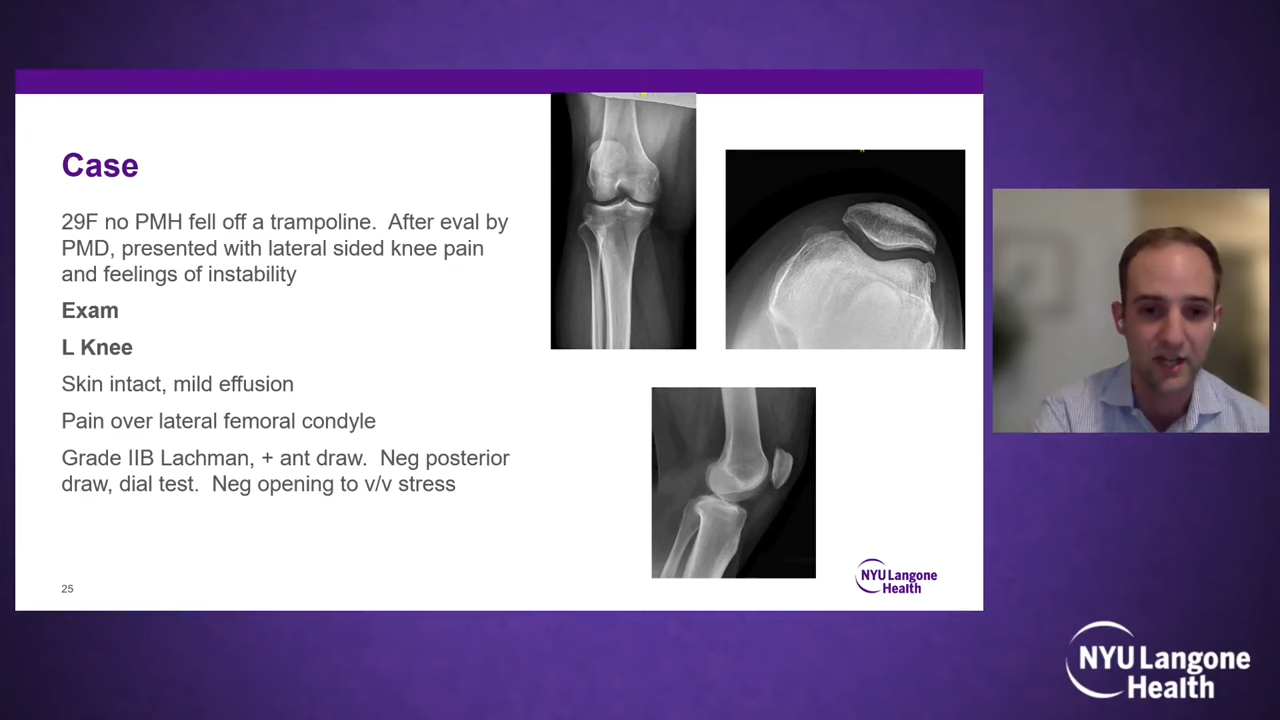 Case
29F no PMH fell off a trampoline.  After eval by
PMD, presented with lateral sided knee pain
and feelings of instability
Exam
L Knee
Skin intact, mild effusion
Pain over lateral femoral condyle
Grade IIB Lachman, + ant draw.  Neg posterior
draw, dial test.  Neg opening to v/v stress
25
NYU Langone
Health
NYU Langone
Health